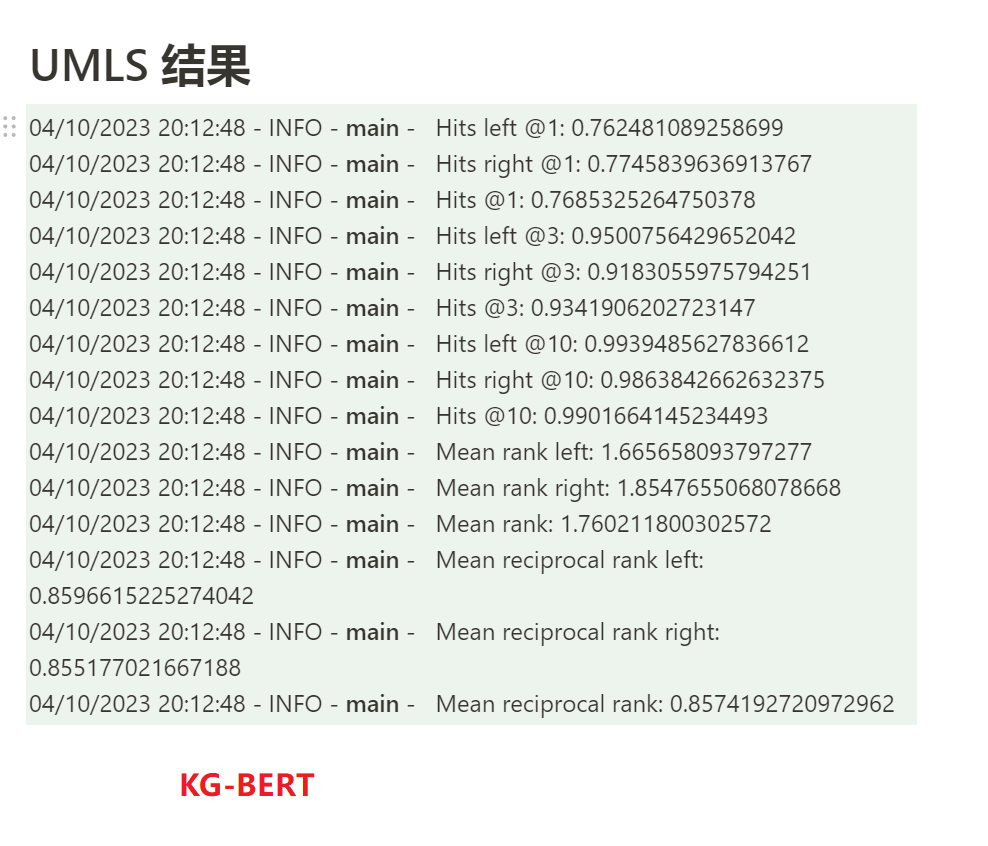 UMLS 结果
04/10/2023 20:12:48 - INFO - main -   Hits left @1: 0.762481089258699
04/10/2023 20:12:48 - INFO - main -   Hits right @1: 0.7745839636913767
04/10/2023 20:12:48 - INFO - main -   Hits @1: 0.7685325264750378
04/10/2023 20:12:48 - INFO - main -   Hits left @3: 0.9500756429652042
04/10/2023 20:12:48 - INFO - main -   Hits right @3: 0.9183055975794251
04/10/2023 20:12:48 - INFO - main -   Hits @3: 0.9341906202723147
04/10/2023 20:12:48 - INFO - main -   Hits left @10: 0.9939485627836612
04/10/2023 20:12:48 - INFO - main -   Hits right @10: 0.9863842662632375
04/10/2023 20:12:48 - INFO - main -   Hits @10: 0.9901664145234493
04/10/2023 20:12:48 - INFO - main -   Mean rank left: 1.665658093797277
04/10/2023 20:12:48 - INFO - main -   Mean rank right: 1.8547655068078668
04/10/2023 20:12:48 - INFO - main -   Mean rank: 1.760211800302572
04/10/2023 20:12:48 - INFO - main -   Mean reciprocal rank left:
0.8596615225274042
04/10/2023 20:12:48 - INFO - main -   Mean reciprocal rank right:
0.855177021667188
04/10/2023 20:12:48 - INFO - main -   Mean reciprocal rank: 0.8574192720972962
KG-BERT